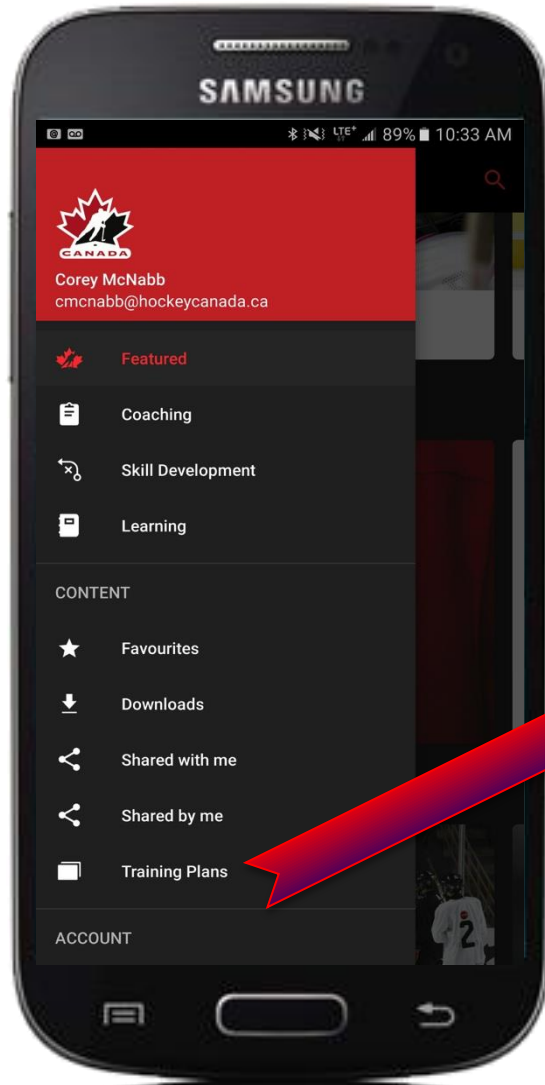 SAMSUNG
LTE+ 89% 10:33 AM
CANADA
Corey McNabb
cmcnabb@hockeycanada.ca
Featured
Coaching
Skill Development
Learning
CONTENT
Favourites
Downloads
Shared with me
Shared by me
Training Plans
ACCOUNT
2